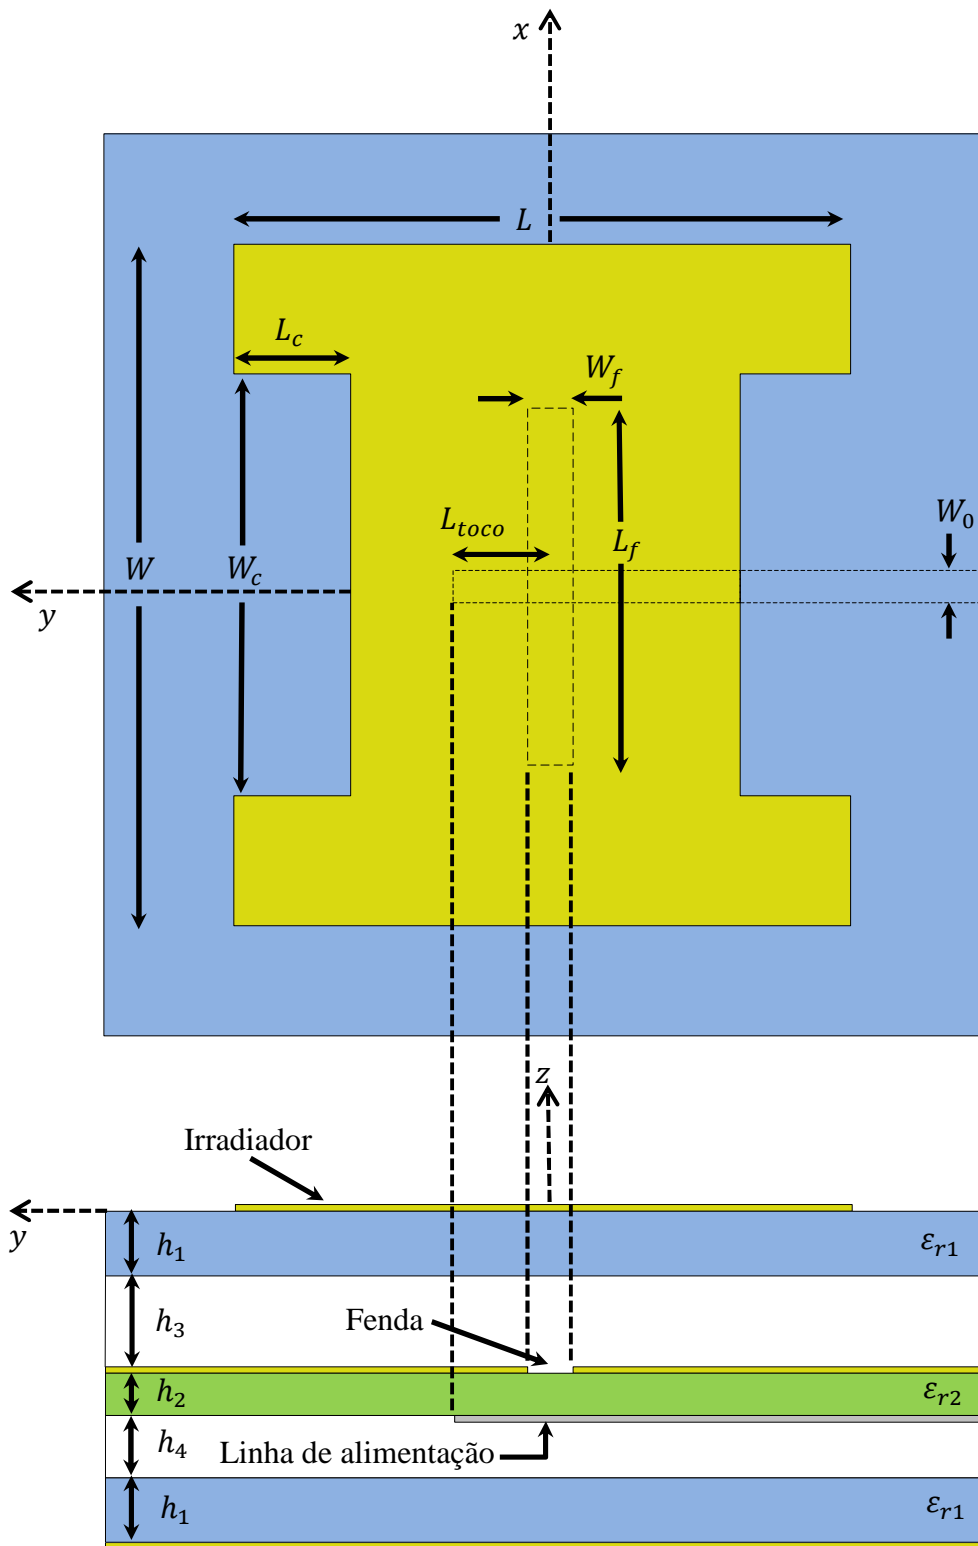 x
L
L_c
W_f
L_toco
L_f
W_0
W
W_c
y
z
Irradiador
y
h_1
ε_r1
h_3
Fenda
h_2
ε_r2
h_4
Linha de alimentação
h_1
ε_r1